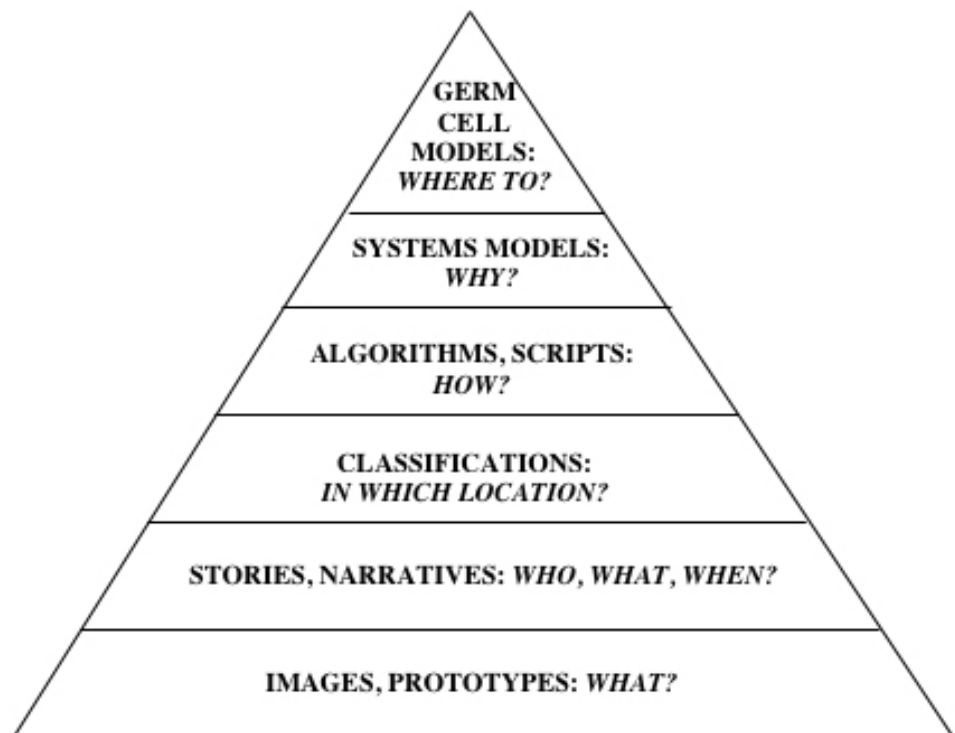 GERM
CELL
MODELS:
WHERE TO?
SYSTEMS MODELS:
WHY?
ALGORITHMS, SCRIPTS:
HOW?
CLASSIFICATIONS:
IN WHICH LOCATION?
STORIES, NARRATIVES: WHO, WHAT, WHEN?
IMAGES, PROTOTYPES: WHAT?